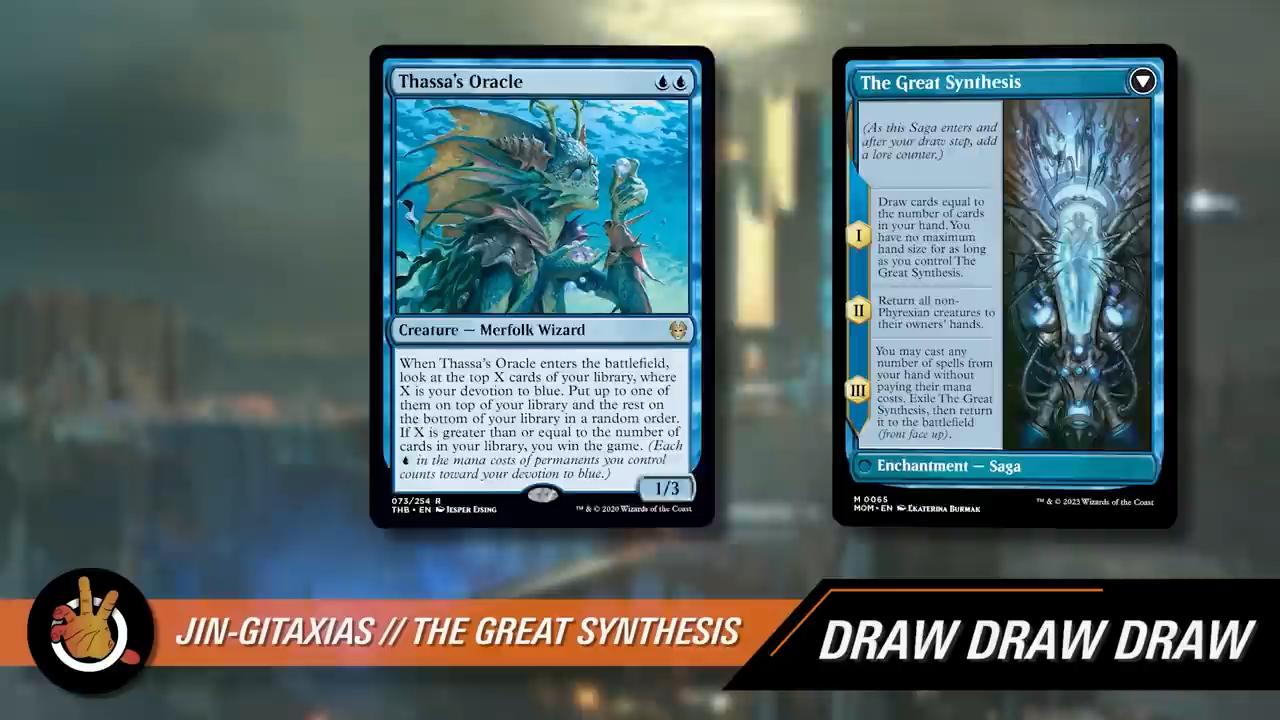 Thassa's Oracle
Creature — Merfolk Wizard
When Thassa's Oracle enters the battlefield,
look at the top X cards of your library, where
X is your devotion to blue. Put up to one of
them on top of your library and the rest on
the bottom of your library in a random order.
If X is greater than or equal to the number of
cards in your library, you win the game. (Each
in the mana costs of permanents you control
counts toward your devotion to blue.)
1/3
073/254 R
THB • EN JESPER EJSING
™ & © 2020 Wizards of the Coast
The Great Synthesis
(As this Saga enters and
after your draw step, add
a lore counter.)
I
Draw cards equal to
the number of cards
in your hand. You
have no maximum
hand size for as long
as you control The
Great Synthesis.
II
Return all non-
Phyrexian creatures to
their owners' hands.
III
You may cast any
number of spells from
your hand without
paying their mana
costs. Exile The Great
Synthesis, then return
it to the battlefield
(front face up).
Enchantment — Saga
M 0065
MOM • EN EKATERINA BURMAK
™ & © 2023 Wizards of the Coast
JIN-GITAXIAS // THE GREAT SYNTHESIS
DRAW DRAW DRAW